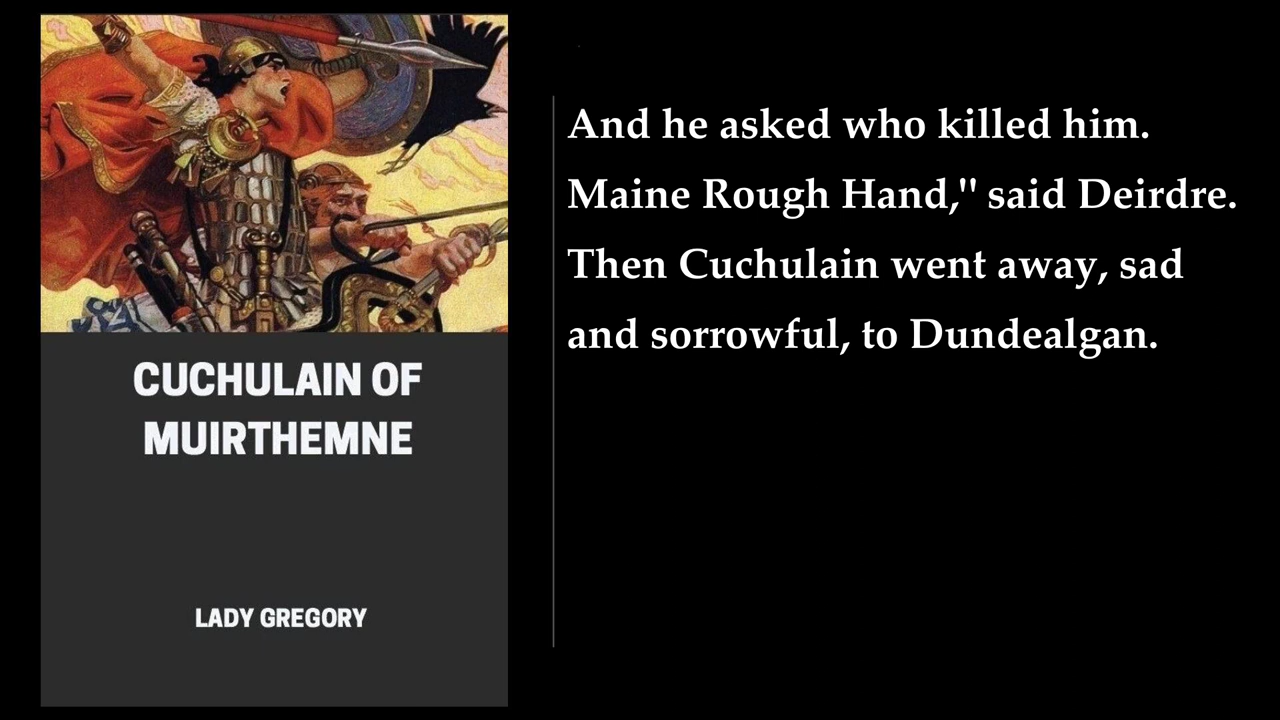 CUCHULAIN OF
MUIRTHEMNE
LADY GREGORY
And he asked who killed him.
Maine Rough Hand," said Deirdre.
Then Cuchulain went away, sad
and sorrowful, to Dundealgan.